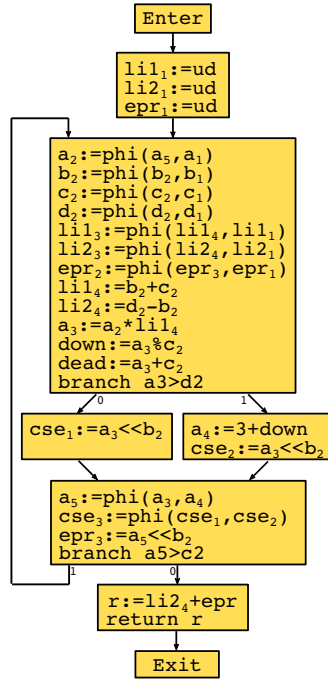 Enter
li1₁:=ud
li2₁:=ud
epr₁:=ud
a₂:=phi(a₅,a₁)
b₂:=phi(b₂,b₁)
c₂:=phi(c₂,c₁)
d₂:=phi(d₂,d₁)
li1₃:=phi(li1₄,li1₁)
li2₃:=phi(li2₄,li2₁)
epr₂:=phi(epr₃,epr₁)
li1₄:=b₂+c₂
li2₄:=d₂-b₂
a₃:=a₂*li1₄
down:=a₃%c₂
dead:=a₃+c₂
branch a3>d2
0 1
cse₁:=a₃<<b₂
a₄:=3+down
cse₂:=a₃<<b₂
a₅:=phi(a₃,a₄)
cse₃:=phi(cse₁,cse₂)
epr₃:=a₅<<b₂
branch a5>c2
1 0
r:=li2₄+epr
return r
Exit